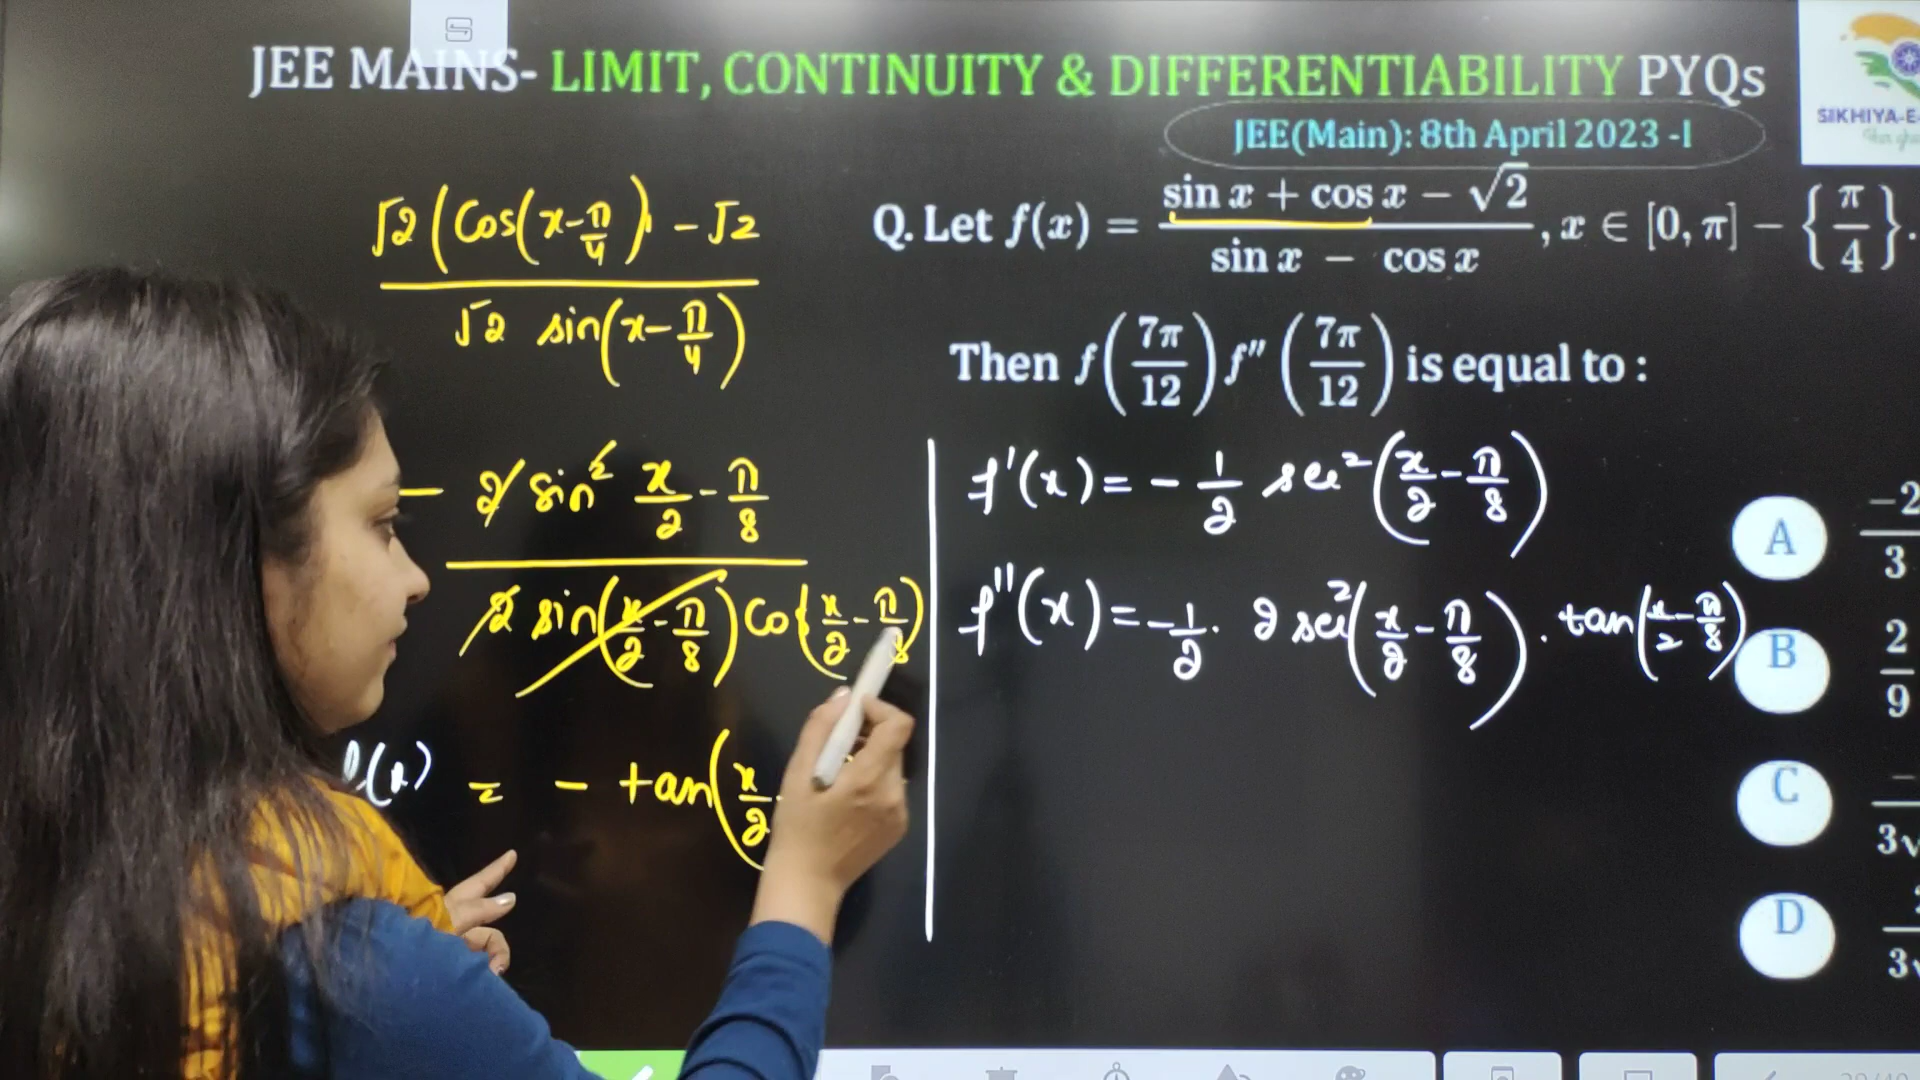 JEE MAINS- LIMIT, CONTINUITY & DIFFERENTIABILITY PYQs
JEE(Main): 8th April 2023 -I
SIKHIYA-E-
Q. Let f(x) = (sin x + cos x − √2)/(sin x − cos x), x ∈ [0, π] − {π/4}.
Then f(7π/12) f″(7π/12) is equal to :
√2 (Cos(x-π/4) - √2
√2 sin(x-π/4)
- 2 sin² x/2 - π/8
2 sin(x/2 - π/8) Cos(x/2 - π/8)
f(x) = - tan(x/2
f'(x) = - 1/2 sec² (x/2 - π/8)
f''(x) = - 1/2 . 2 sec² (x/2 - π/8) . tan(x/2 - π/8)
A -2/3
B 2/9
C
D